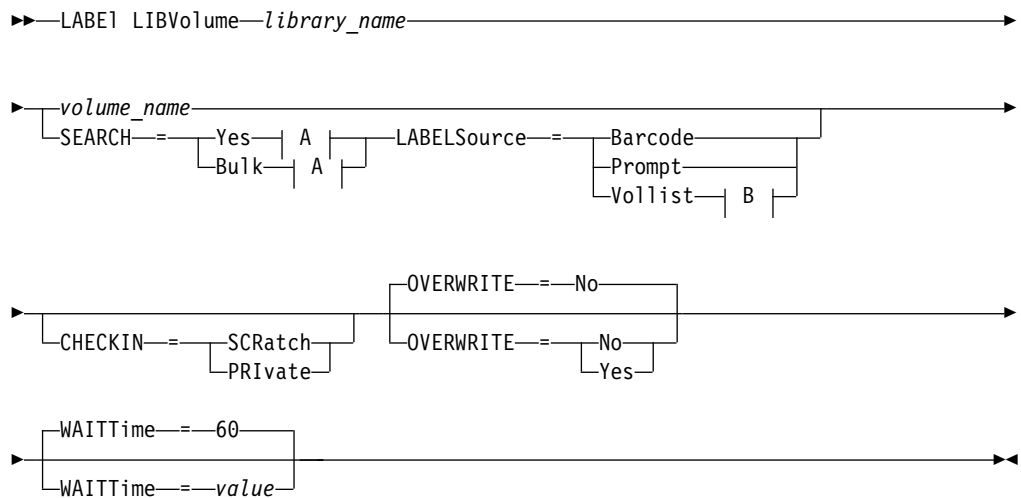 LABEl LIBVolume library_name
volume_name
SEARCH = Yes A LABELSource = Barcode
Bulk A Prompt
Vollist B
OVERWRITE = No
CHECKIN = SCRatch OVERWRITE = No
PRIvate Yes
WAITTime = 60
WAITTime = value